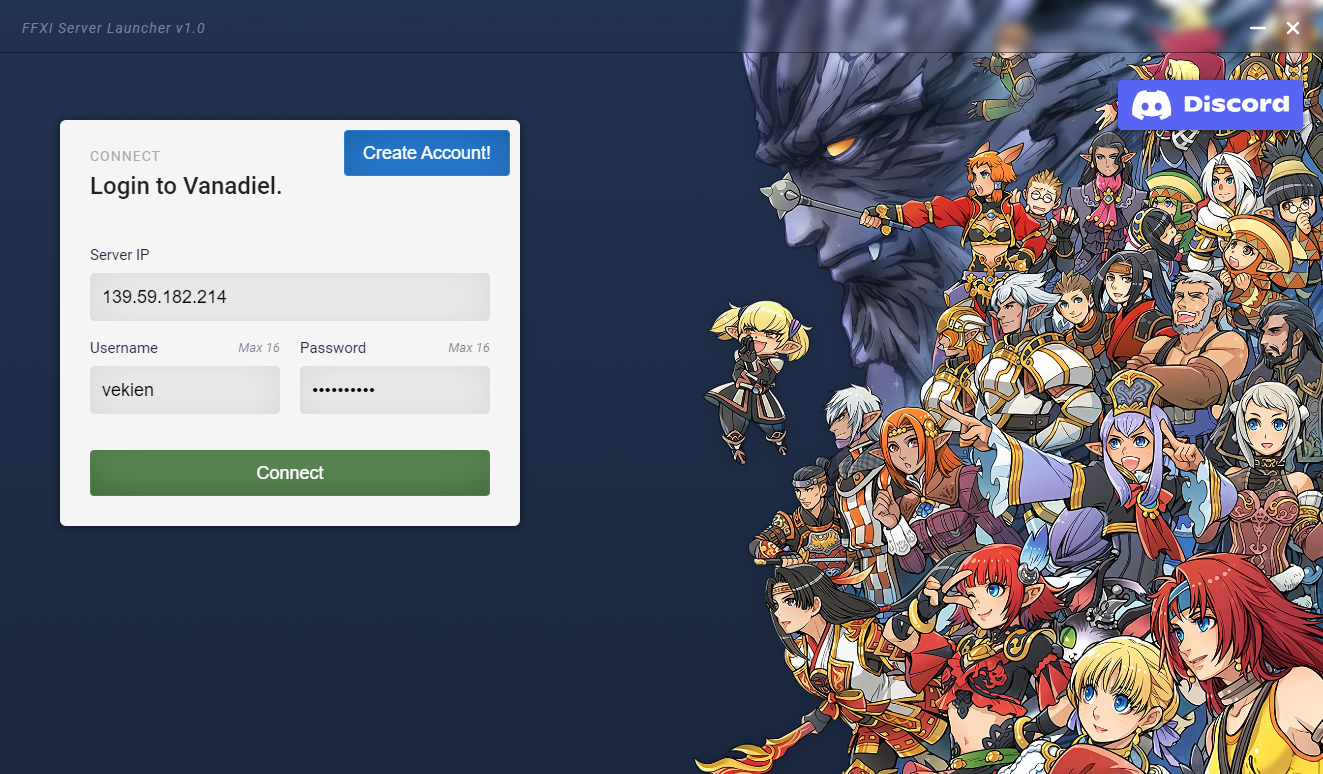 FFXI Server Launcher v1.0
Discord
CONNECT
Create Account!
Login to Vanadiel.
Server IP
139.59.182.214
Username Max 16 Password Max 16
vekien ••••••••••
Connect